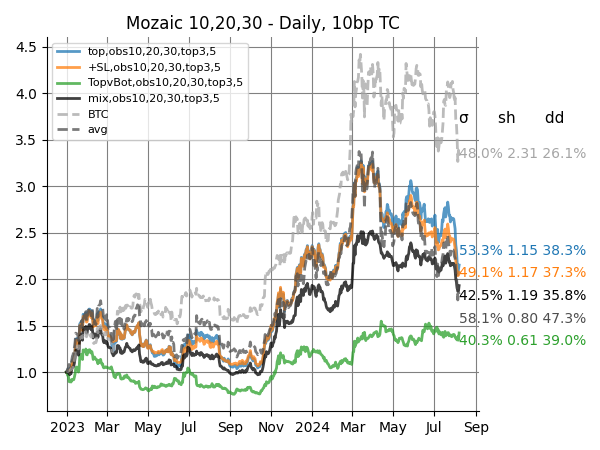 Mozaic 10,20,30 - Daily, 10bp TC
4.5
4.0
3.5
3.0
2.5
2.0
1.5
1.0
top,obs10,20,30,top3,5
+SL,obs10,20,30,top3,5
TopvBot,obs10,20,30,top3,5
mix,obs10,20,30,top3,5
BTC
avg
σ sh dd
48.0% 2.31 26.1%
53.3% 1.15 38.3%
49.1% 1.17 37.3%
42.5% 1.19 35.8%
58.1% 0.80 47.3%
40.3% 0.61 39.0%
2023 Mar May Jul Sep Nov 2024 Mar May Jul Sep